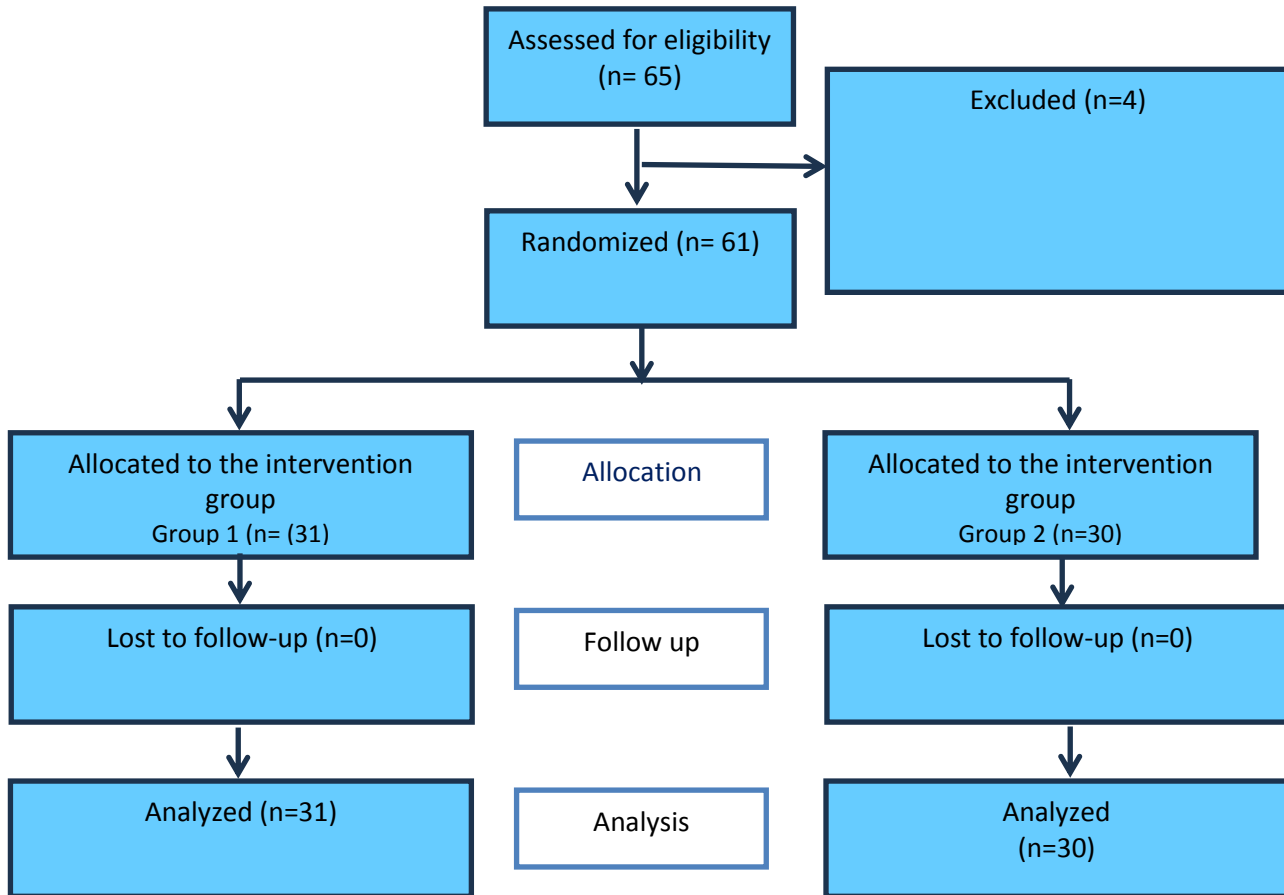 Assessed for eligibility
(n= 65)
Excluded (n=4)
Randomized (n= 61)
Allocated to the intervention
group
Group 1 (n= (31)
Allocation
Allocated to the intervention
group
Group 2 (n=30)
Lost to follow-up (n=0)
Follow up
Lost to follow-up (n=0)
Analyzed (n=31)
Analysis
Analyzed
(n=30)